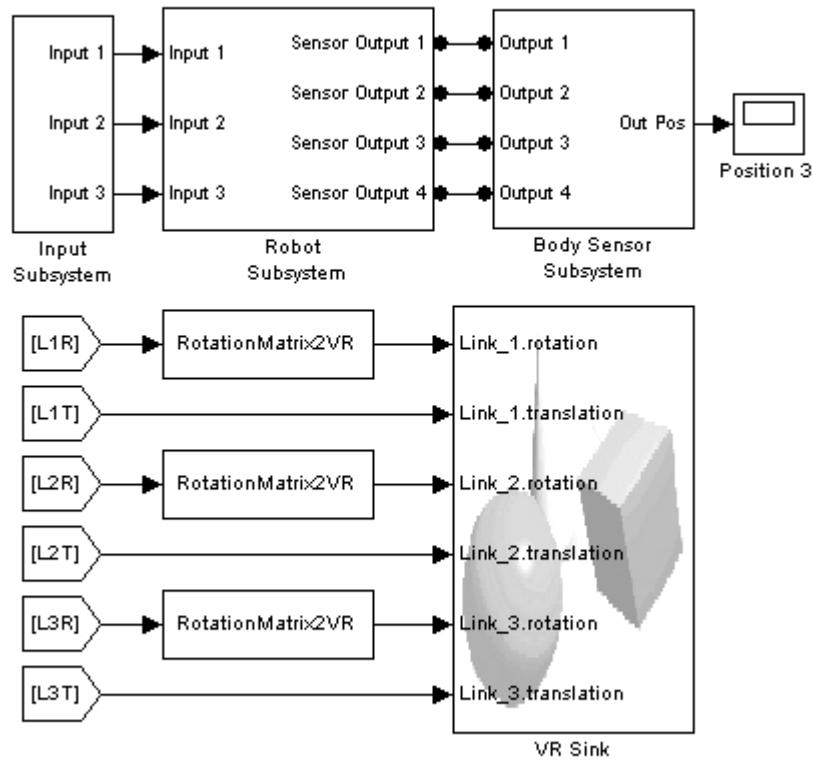 Input 1
Input 2
Input 3
Input
Subsystem
Input 1
Input 2
Input 3
Sensor Output 1
Sensor Output 2
Sensor Output 3
Sensor Output 4
Robot
Subsystem
Output 1
Output 2
Output 3
Output 4
Out Pos
Body Sensor
Subsystem
Position 3
[L1R]
RotationMatrix2VR
Link_1.rotation
[L1T]
Link_1.translation
[L2R]
RotationMatrix2VR
Link_2.rotation
[L2T]
Link_2.translation
[L3R]
RotationMatrix2VR
Link_3.rotation
[L3T]
Link_3.translation
VR Sink